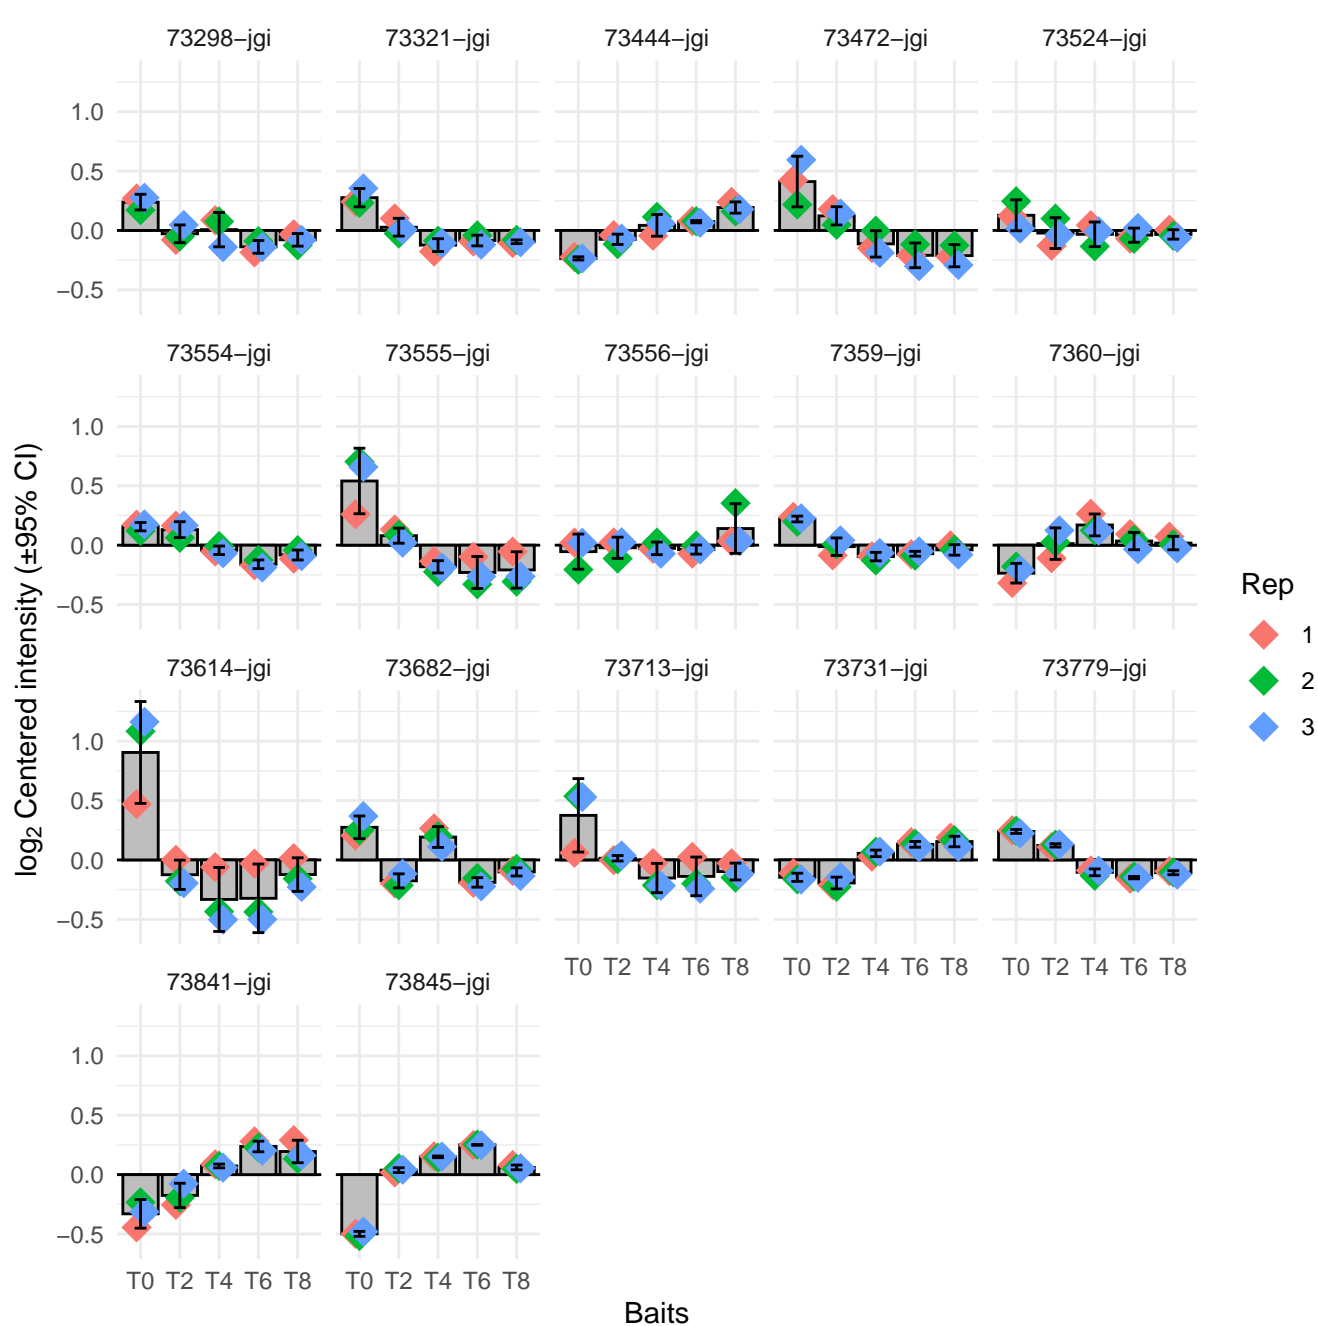 73298–jgi 73321–jgi 73444–jgi 73472–jgi 73524–jgi
1.0
0.5
0.0
−0.5
73554–jgi 73555–jgi 73556–jgi 7359–jgi 7360–jgi
1.0
0.5
0.0
−0.5
73614–jgi 73682–jgi 73713–jgi 73731–jgi 73779–jgi
1.0
0.5
0.0
−0.5
T0 T2 T4 T6 T8 T0 T2 T4 T6 T8 T0 T2 T4 T6 T8
73841–jgi 73845–jgi
1.0
0.5
0.0
−0.5
T0 T2 T4 T6 T8 T0 T2 T4 T6 T8
Baits
log2 Centered intensity (±95% CI)
Rep
1
2
3